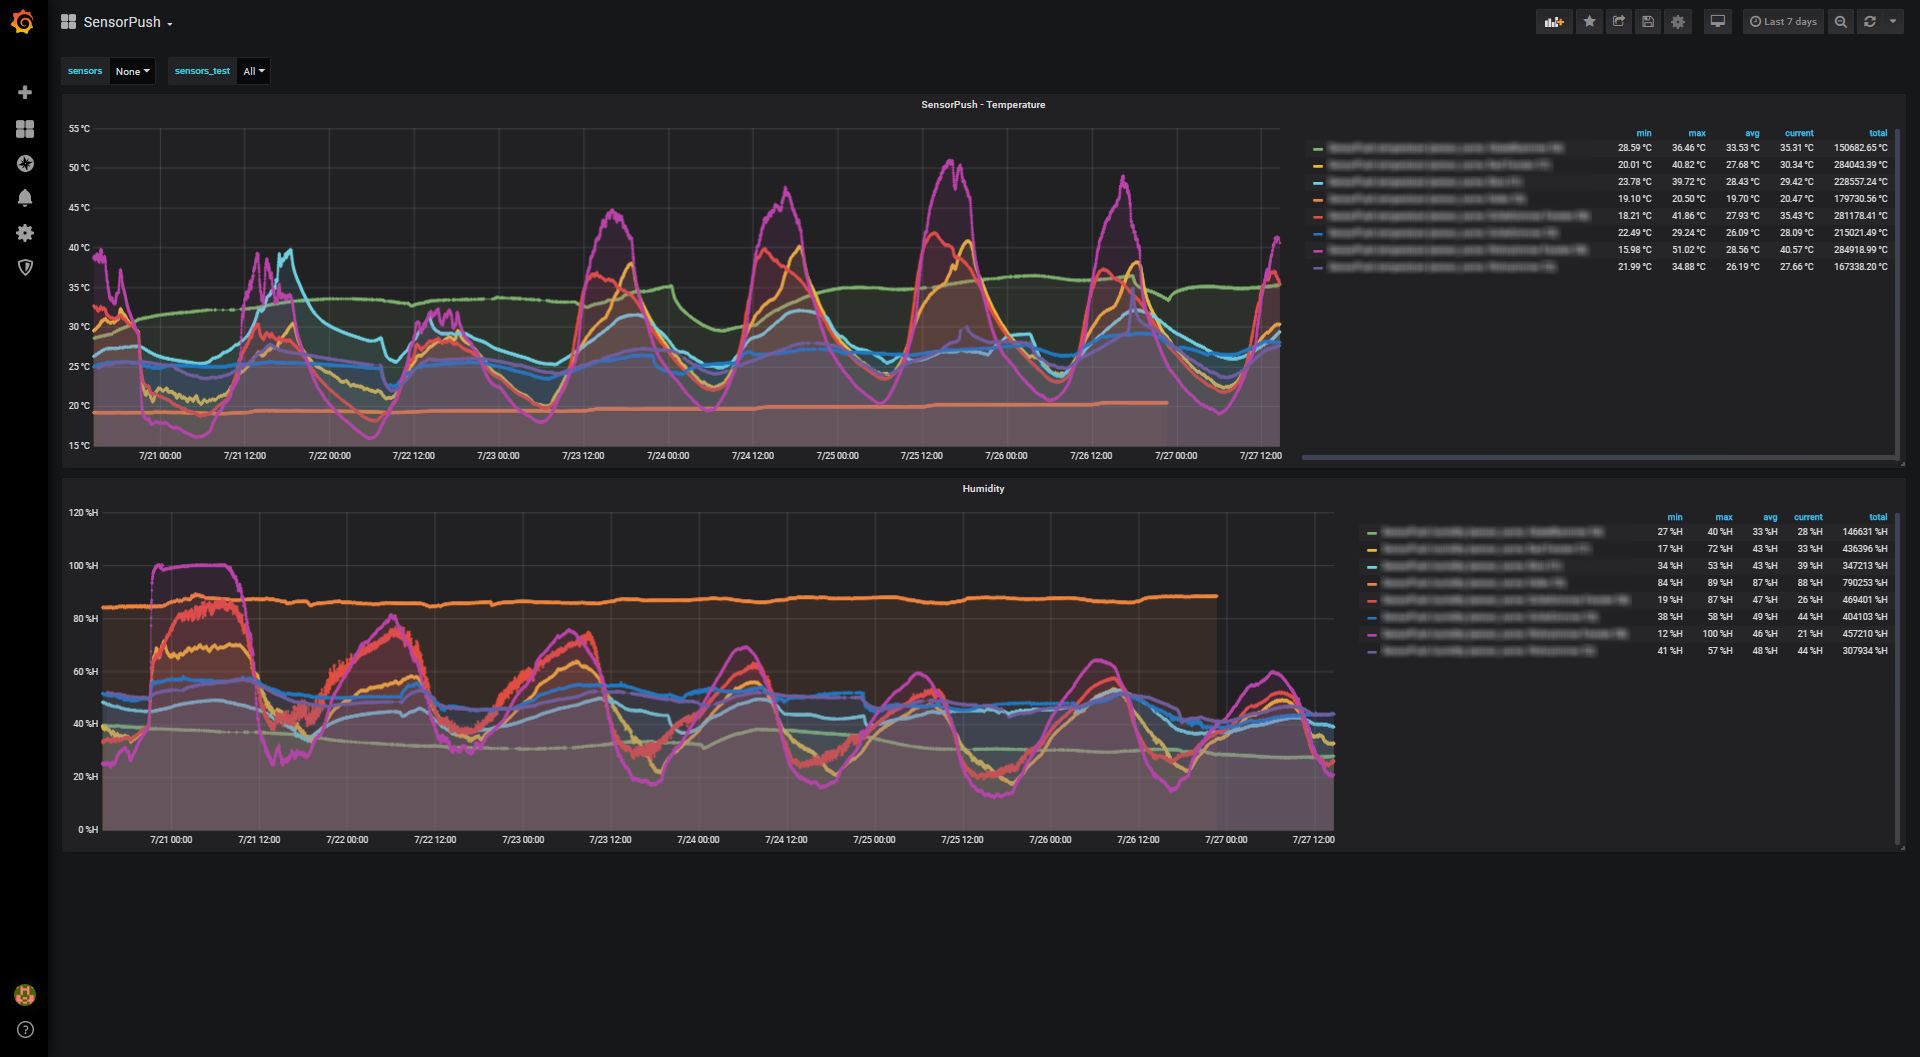 SensorPush
Last 7 days
sensors None sensors_test All
SensorPush - Temperature
55 °C
50 °C
45 °C
40 °C
35 °C
30 °C
25 °C
20 °C
15 °C
7/21 00:00 7/21 12:00 7/22 00:00 7/22 12:00 7/23 00:00 7/23 12:00 7/24 00:00 7/24 12:00 7/25 00:00 7/25 12:00 7/26 00:00 7/26 12:00 7/27 00:00 7/27 12:00
min max avg current total
28.59 °C 36.46 °C 33.53 °C 35.31 °C 150682.65 °C
20.01 °C 40.82 °C 27.68 °C 30.34 °C 284043.39 °C
23.78 °C 39.72 °C 28.43 °C 29.42 °C 228557.24 °C
19.10 °C 20.50 °C 19.70 °C 20.47 °C 179730.56 °C
18.21 °C 41.86 °C 27.93 °C 35.43 °C 281178.41 °C
22.49 °C 29.24 °C 26.09 °C 28.09 °C 215021.49 °C
15.98 °C 51.02 °C 28.56 °C 40.57 °C 284918.99 °C
21.99 °C 34.88 °C 26.19 °C 27.66 °C 167338.20 °C
Humidity
120 %H
100 %H
80 %H
60 %H
40 %H
20 %H
0 %H
7/21 00:00 7/21 12:00 7/22 00:00 7/22 12:00 7/23 00:00 7/23 12:00 7/24 00:00 7/24 12:00 7/25 00:00 7/25 12:00 7/26 00:00 7/26 12:00 7/27 00:00 7/27 12:00
min max avg current total
27 %H 40 %H 33 %H 28 %H 146631 %H
17 %H 72 %H 43 %H 33 %H 436396 %H
34 %H 53 %H 43 %H 39 %H 347213 %H
84 %H 89 %H 87 %H 88 %H 790253 %H
19 %H 87 %H 47 %H 26 %H 469401 %H
38 %H 58 %H 49 %H 44 %H 404103 %H
12 %H 100 %H 46 %H 21 %H 457210 %H
41 %H 57 %H 48 %H 44 %H 307934 %H